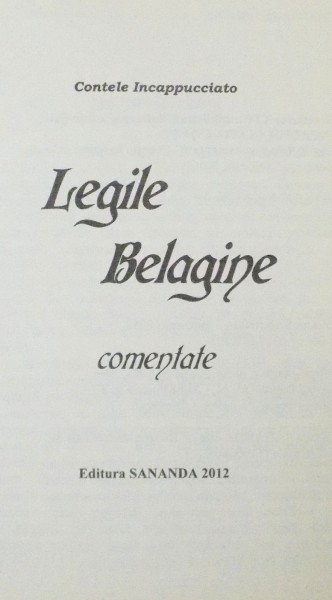 Contele Incappucciato
Legile
Belagine
comentate
Editura SANANDA 2012